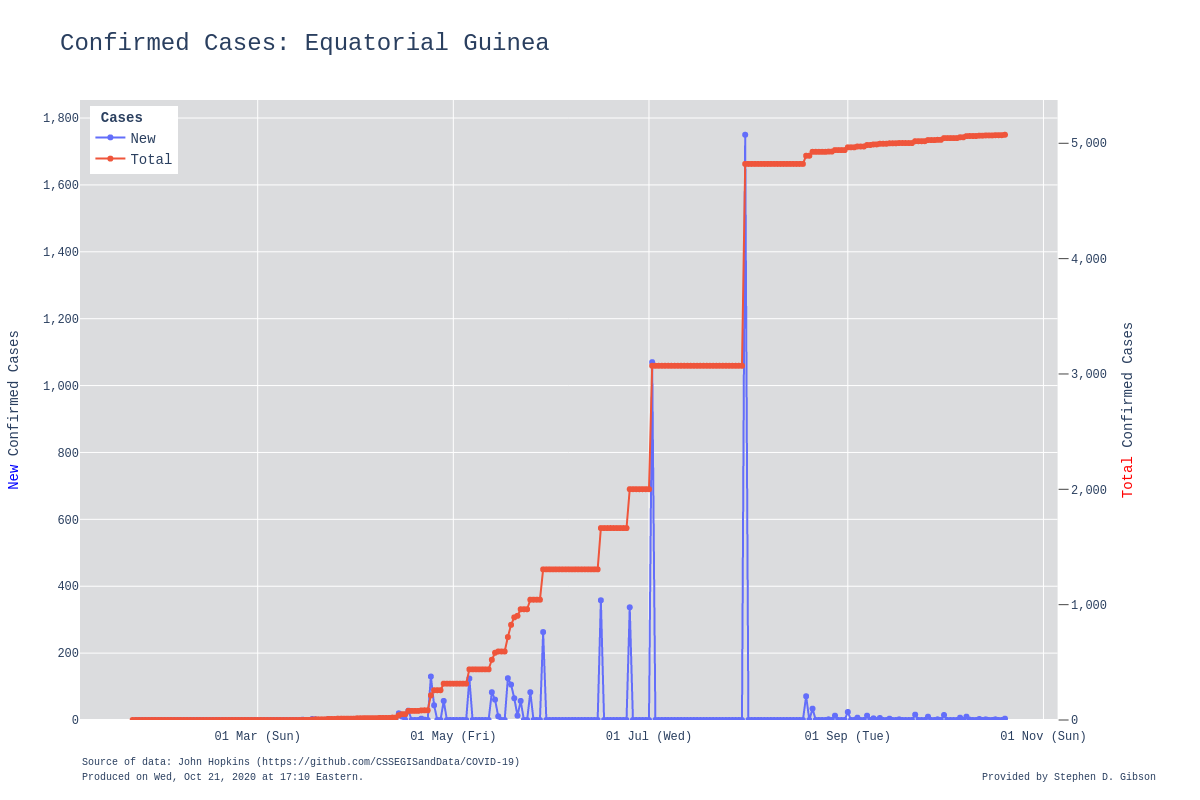 Confirmed Cases: Equatorial Guinea
Cases
New
Total
1,800
1,600
1,400
1,200
1,000
800
600
400
200
0
5,000
4,000
3,000
2,000
1,000
0
New Confirmed Cases
Total Confirmed Cases
01 Mar (Sun)
01 May (Fri)
01 Jul (Wed)
01 Sep (Tue)
01 Nov (Sun)
Source of data: John Hopkins (https://github.com/CSSEGISandData/COVID-19)
Produced on Wed, Oct 21, 2020 at 17:10 Eastern.
Provided by Stephen D. Gibson